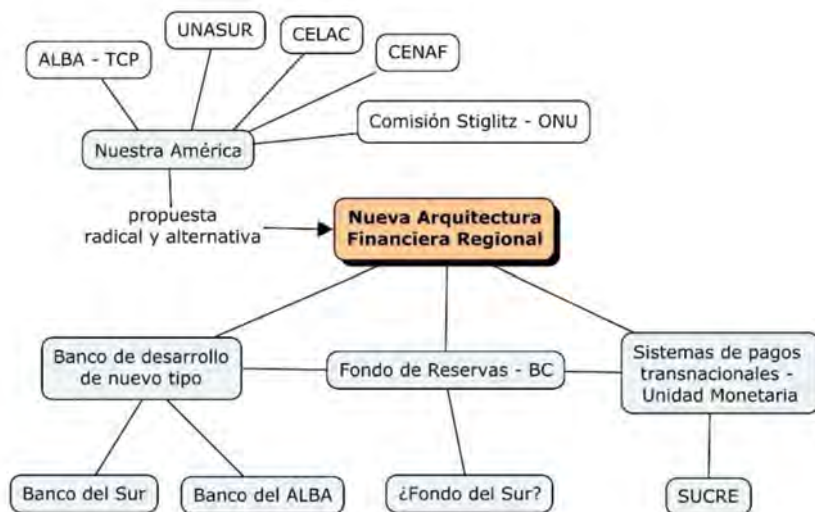 UNASUR
CELAC
ALBA - TCP
CENAF
Comisión Stiglitz - ONU
Nuestra América
propuesta
radical y alternativa
Nueva Arquitectura
Financiera Regional
Banco de desarrollo
de nuevo tipo
Fondo de Reservas - BC
Sistemas de pagos
transnacionales -
Unidad Monetaria
Banco del Sur
Banco del ALBA
¿Fondo del Sur?
SUCRE